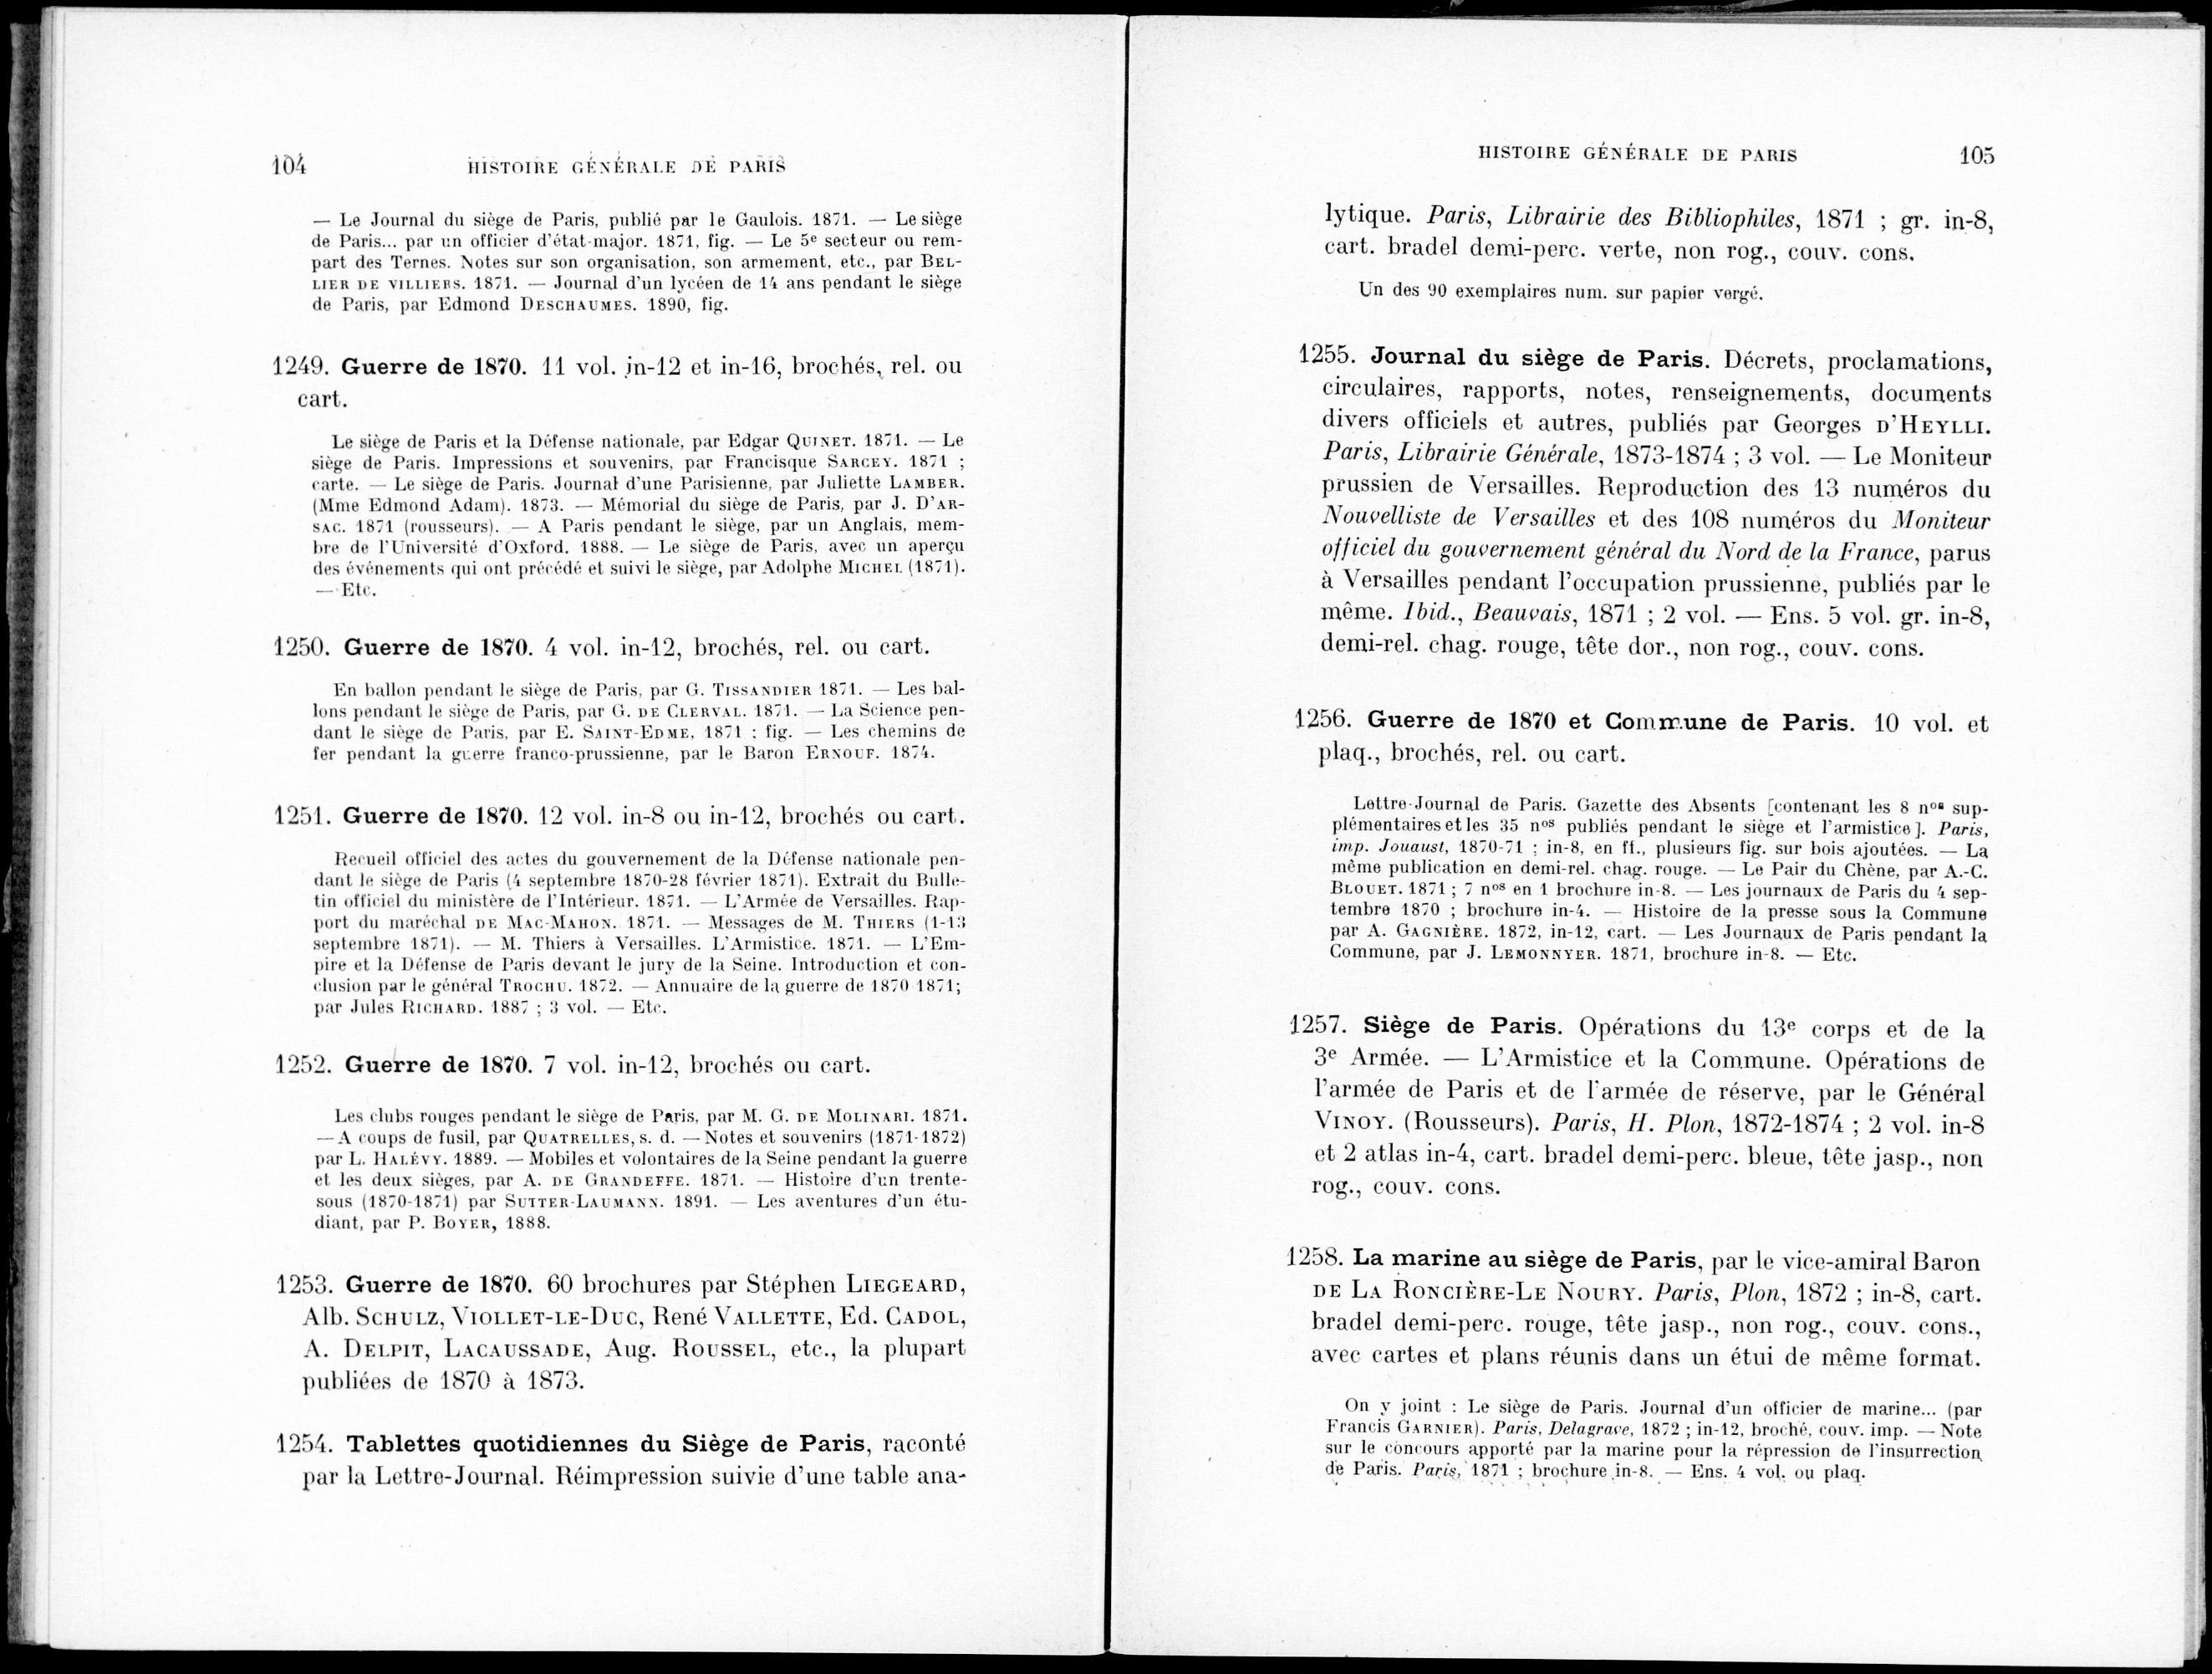 104
HISTOIRE GÉNÉRALE DE PARIS
— Le Journal du siège de Paris, publié par le Gaulois. 1871. — Le siège
de Paris... par un officier d'état-major. 1871, fig. — Le 5e secteur ou rem-
part des Ternes. Notes sur son organisation, son armement, etc., par BEL-
LIER DE VILLIERS. 1871. — Journal d'un lycéen de 14 ans pendant le siège
de Paris, par Edmond DESCHAUMES. 1890, fig.
1249. Guerre de 1870. 11 vol. in-12 et in-16, brochés, rel. ou
cart.
Le siège de Paris et la Défense nationale, par Edgar QUINET. 1871. — Le
siège de Paris. Impressions et souvenirs, par Francisque SARCEY. 1871 ;
carte. — Le siège de Paris. Journal d'une Parisienne, par Juliette LAMBER.
(Mme Edmond Adam). 1873. — Mémorial du siège de Paris, par J. D'AR-
SAC. 1871 (rousseurs). — A Paris pendant le siège, par un Anglais, mem-
bre de l'Université d'Oxford. 1888. — Le siège de Paris, avec un aperçu
des événements qui ont précédé et suivi le siège, par Adolphe MICHEL (1871).
— Etc.
1250. Guerre de 1870. 4 vol. in-12, brochés, rel. ou cart.
En ballon pendant le siège de Paris, par G. TISSANDIER 1871. — Les bal-
lons pendant le siège de Paris, par G. DE CLERVAL. 1871. — La Science pen-
dant le siège de Paris, par E. SAINT-EDME, 1871 ; fig. — Les chemins de
fer pendant la guerre franco-prussienne, par le Baron ERNOUF. 1874.
1251. Guerre de 1870. 12 vol. in-8 ou in-12, brochés ou cart.
Recueil officiel des actes du gouvernement de la Défense nationale pen-
dant le siège de Paris (4 septembre 1870-28 février 1871). Extrait du Bulle-
tin officiel du ministère de l'Intérieur. 1871. — L'Armée de Versailles. Rap-
port du maréchal DE MAC-MAHON. 1871. — Messages de M. THIERS (1-13
septembre 1871). — M. Thiers à Versailles. L'Armistice. 1871. — L'Em-
pire et la Défense de Paris devant le jury de la Seine. Introduction et con-
clusion par le général TROCHU. 1872. — Annuaire de la guerre de 1870 1871;
par Jules RICHARD. 1887 ; 3 vol. — Etc.
1252. Guerre de 1870. 7 vol. in-12, brochés ou cart.
Les clubs rouges pendant le siège de Paris, par M. G. DE MOLINARI. 1871.
— A coups de fusil, par QUATRELLES, s. d. — Notes et souvenirs (1871-1872)
par L. HALÉVY. 1889. — Mobiles et volontaires de la Seine pendant la guerre
et les deux sièges, par A. DE GRANDEFFE. 1871. — Histoire d'un trente-
sous (1870-1871) par SUTTER-LAUMANN. 1891. — Les aventures d'un étu-
diant, par P. BOYER, 1888.
1253. Guerre de 1870. 60 brochures par Stéphen LIEGEARD,
Alb. SCHULZ, VIOLLET-LE-DUC, René VALLETTE, Ed. CADOL,
A. DELPIT, LACAUSSADE, Aug. ROUSSEL, etc., la plupart
publiées de 1870 à 1873.
1254. Tablettes quotidiennes du Siège de Paris, raconté
par la Lettre-Journal. Réimpression suivie d'une table ana-
HISTOIRE GÉNÉRALE DE PARIS
105
lytique. Paris, Librairie des Bibliophiles, 1871 ; gr. in-8,
cart. bradel demi-perc. verte, non rog., couv. cons.
Un des 90 exemplaires num. sur papier vergé.
1255. Journal du siège de Paris. Décrets, proclamations,
circulaires, rapports, notes, renseignements, documents
divers officiels et autres, publiés par Georges D'HEYLLI.
Paris, Librairie Générale, 1873-1874 ; 3 vol. — Le Moniteur
prussien de Versailles. Reproduction des 13 numéros du
Nouvelliste de Versailles et des 108 numéros du Moniteur
officiel du gouvernement général du Nord de la France, parus
à Versailles pendant l'occupation prussienne, publiés par le
même. Ibid., Beauvais, 1871 ; 2 vol. — Ens. 5 vol. gr. in-8,
demi-rel. chag. rouge, tête dor., non rog., couv. cons.
1256. Guerre de 1870 et Commune de Paris. 10 vol. et
plaq., brochés, rel. ou cart.
Lettre-Journal de Paris. Gazette des Absents [contenant les 8 nos sup-
plémentaires et les 35 nos publiés pendant le siège et l'armistice]. Paris,
imp. Jouaust, 1870-71 ; in-8, en ff., plusieurs fig. sur bois ajoutées. — La
même publication en demi-rel. chag. rouge. — Le Pair du Chêne, par A.-C.
BLOUET. 1871 ; 7 nos en 1 brochure in-8. — Les journaux de Paris du 4 sep-
tembre 1870 ; brochure in-4. — Histoire de la presse sous la Commune
par A. GAGNIÈRE. 1872, in-12, cart. — Les Journaux de Paris pendant la
Commune, par J. LEMONNYER. 1871, brochure in-8. — Etc.
1257. Siège de Paris. Opérations du 13e corps et de la
3e Armée. — L'Armistice et la Commune. Opérations de
l'armée de Paris et de l'armée de réserve, par le Général
VINOY. (Rousseurs). Paris, H. Plon, 1872-1874 ; 2 vol. in-8
et 2 atlas in-4, cart. bradel demi-perc. bleue, tête jasp., non
rog., couv. cons.
1258. La marine au siège de Paris, par le vice-amiral Baron
DE LA RONCIÈRE-LE NOURY. Paris, Plon, 1872 ; in-8, cart.
bradel demi-perc. rouge, tête jasp., non rog., couv. cons.,
avec cartes et plans réunis dans un étui de même format.
On y joint : Le siège de Paris. Journal d'un officier de marine... (par
Francis GARNIER). Paris, Delagrave, 1872 ; in-12, broché, couv. imp. — Note
sur le concours apporté par la marine pour la répression de l'insurrection
de Paris. Paris, 1871 ; brochure in-8. — Ens. 4 vol. ou plaq.